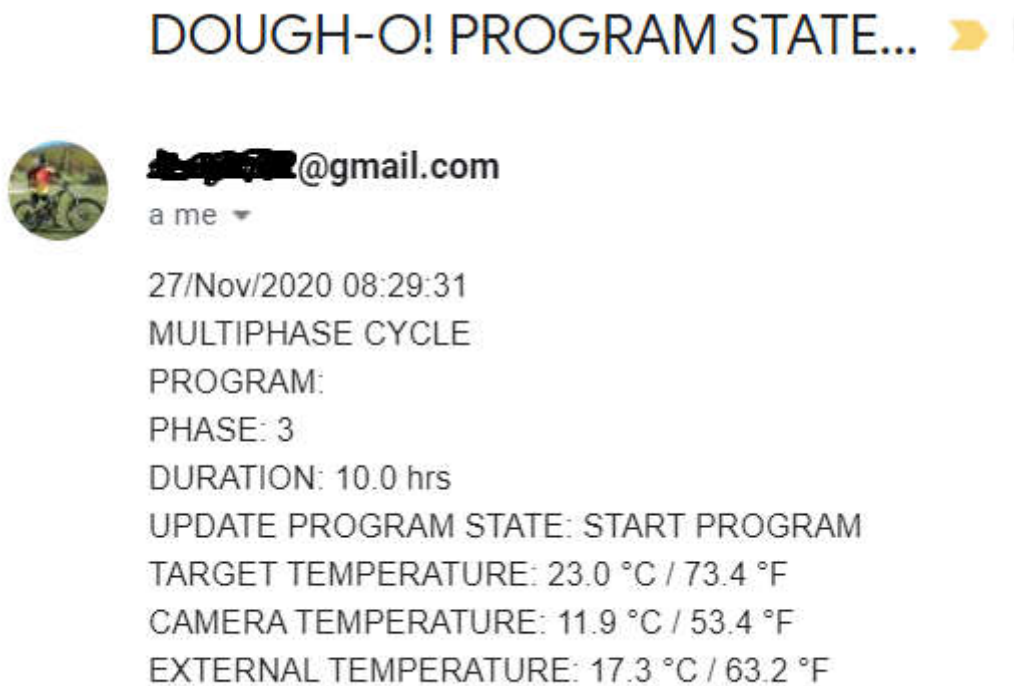 DOUGH-O! PROGRAM STATE...
@gmail.com
a me
27/Nov/2020 08:29:31
MULTIPHASE CYCLE
PROGRAM:
PHASE: 3
DURATION: 10.0 hrs
UPDATE PROGRAM STATE: START PROGRAM
TARGET TEMPERATURE: 23.0 °C / 73.4 °F
CAMERA TEMPERATURE: 11.9 °C / 53.4 °F
EXTERNAL TEMPERATURE: 17.3 °C / 63.2 °F